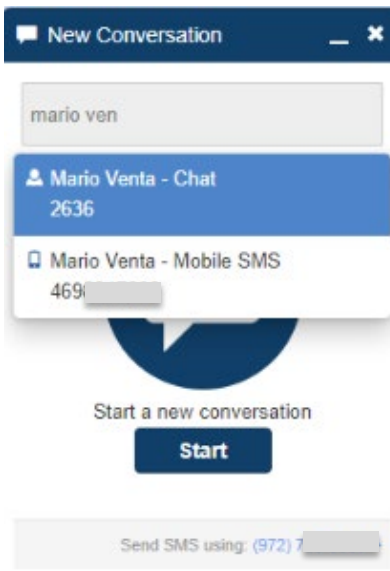 New Conversation
mario ven
Mario Venta - Chat
2636
Mario Venta - Mobile SMS
469
Start a new conversation
Start
Send SMS using: (972) 7